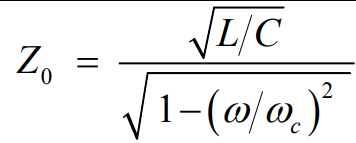 Z₀ = √(L/C) / √(1−(ω/ω_c)²)